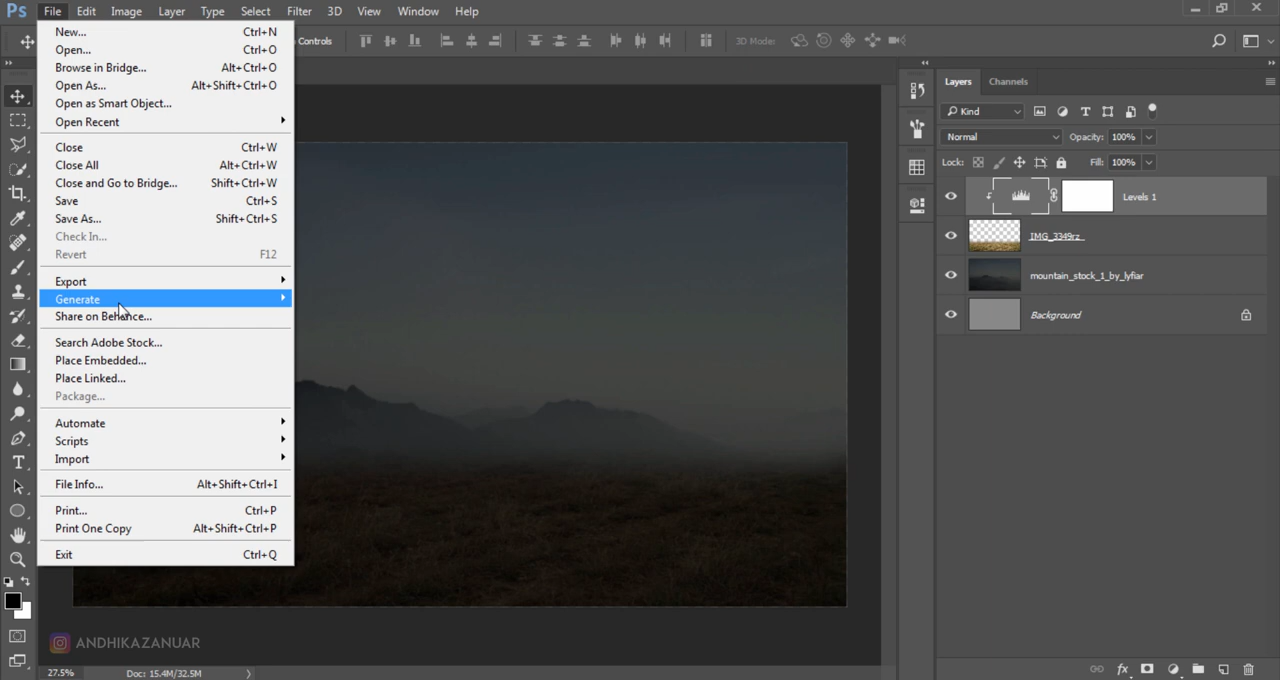 Ps File Edit Image Layer Type Select Filter 3D View Window Help
Controls 3D Mode:
New... Ctrl+N
Open... Ctrl+O
Browse in Bridge... Alt+Ctrl+O
Open As... Alt+Shift+Ctrl+O
Open as Smart Object...
Open Recent
Close Ctrl+W
Close All Alt+Ctrl+W
Close and Go to Bridge... Shift+Ctrl+W
Save Ctrl+S
Save As... Shift+Ctrl+S
Check In...
Revert F12
Export
Generate
Share on Behance...
Search Adobe Stock...
Place Embedded...
Place Linked...
Package...
Automate
Scripts
Import
File Info... Alt+Shift+Ctrl+I
Print... Ctrl+P
Print One Copy Alt+Shift+Ctrl+P
Exit Ctrl+Q
Layers Channels
Kind
Normal Opacity: 100%
Lock: Fill: 100%
Levels 1
IMG_3349rz
mountain_stock_1_by_lyfiar
Background
fx
ANDHIKAZANUAR
27.5% Doc: 15.4M/32.5M